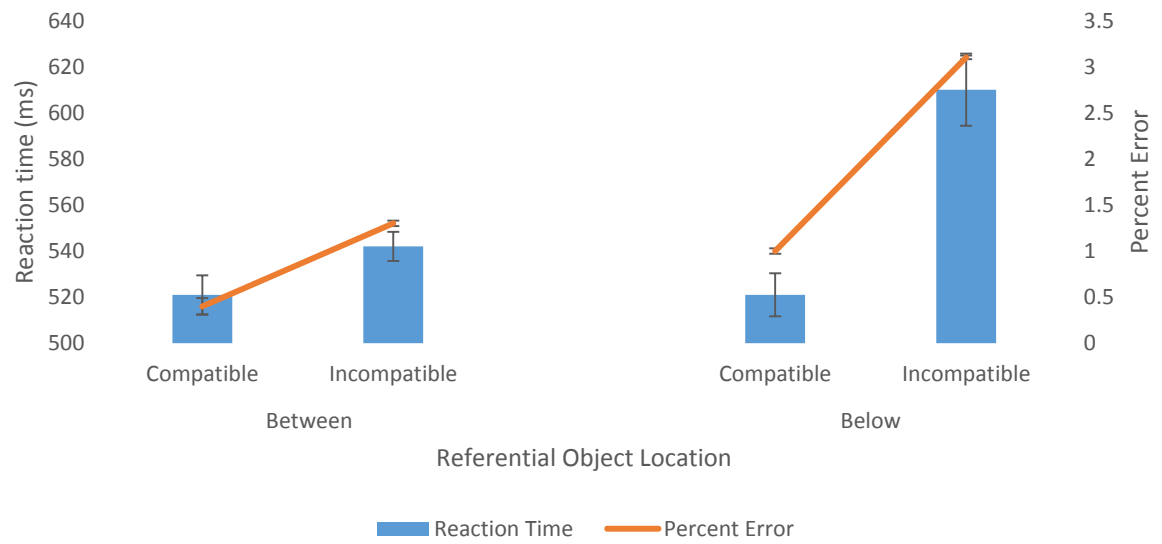 640
620
600
580
560
540
520
500
Reaction time (ms)
3.5
3
2.5
2
1.5
1
0.5
0
Percent Error
Compatible Incompatible Compatible Incompatible
Between Below
Referential Object Location
Reaction Time Percent Error